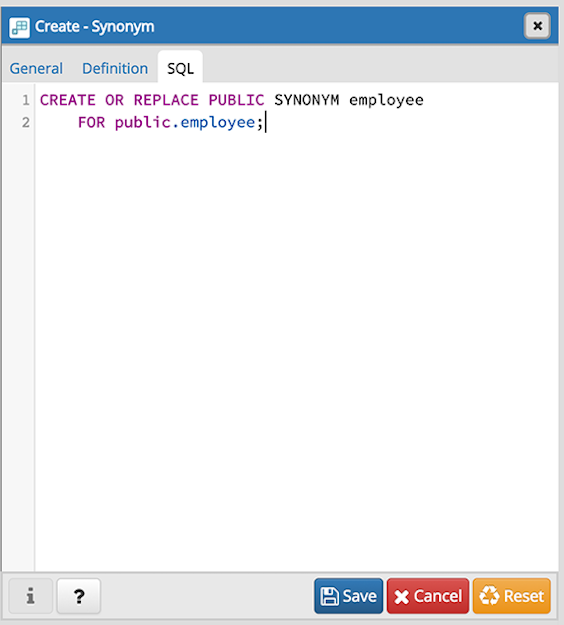 Create - Synonym
General Definition SQL
1 CREATE OR REPLACE PUBLIC SYNONYM employee
2 FOR public.employee;
i ? Save Cancel Reset